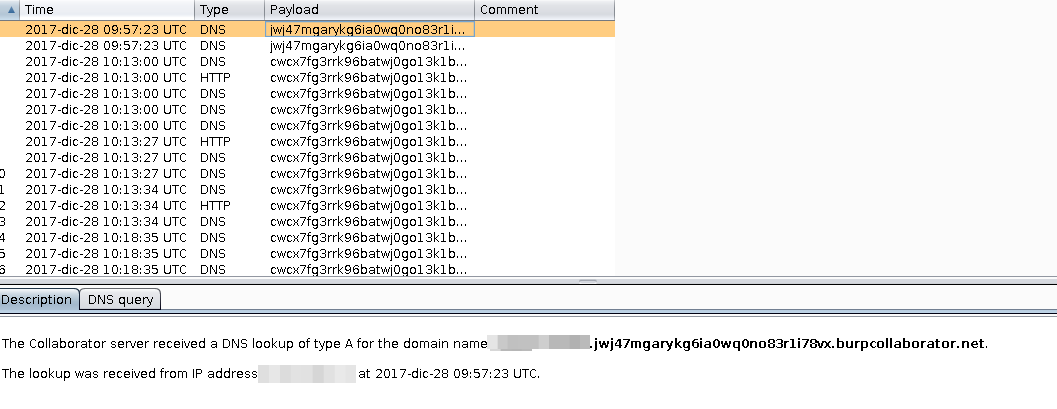 Time Type Payload Comment
2017-dic-28 09:57:23 UTC DNS jwj47mgarykg6ia0wq0no83r1i...
2017-dic-28 09:57:23 UTC DNS jwj47mgarykg6ia0wq0no83r1i...
2017-dic-28 10:13:00 UTC DNS cwcx7fg3rrk96batwj0go13k1b...
2017-dic-28 10:13:00 UTC HTTP cwcx7fg3rrk96batwj0go13k1b...
2017-dic-28 10:13:00 UTC DNS cwcx7fg3rrk96batwj0go13k1b...
2017-dic-28 10:13:00 UTC DNS cwcx7fg3rrk96batwj0go13k1b...
2017-dic-28 10:13:00 UTC DNS cwcx7fg3rrk96batwj0go13k1b...
2017-dic-28 10:13:27 UTC HTTP cwcx7fg3rrk96batwj0go13k1b...
2017-dic-28 10:13:27 UTC DNS cwcx7fg3rrk96batwj0go13k1b...
0 2017-dic-28 10:13:27 UTC DNS cwcx7fg3rrk96batwj0go13k1b...
1 2017-dic-28 10:13:34 UTC DNS cwcx7fg3rrk96batwj0go13k1b...
2 2017-dic-28 10:13:34 UTC HTTP cwcx7fg3rrk96batwj0go13k1b...
3 2017-dic-28 10:13:34 UTC DNS cwcx7fg3rrk96batwj0go13k1b...
4 2017-dic-28 10:18:35 UTC DNS cwcx7fg3rrk96batwj0go13k1b...
5 2017-dic-28 10:18:35 UTC DNS cwcx7fg3rrk96batwj0go13k1b...
6 2017-dic-28 10:18:35 UTC DNS cwcx7fg3rrk96batwj0go13k1b...
Description DNS query
The Collaborator server received a DNS lookup of type A for the domain name .jwj47mgarykg6ia0wq0no83r1i78vx.burpcollaborator.net.
The lookup was received from IP address at 2017-dic-28 09:57:23 UTC.